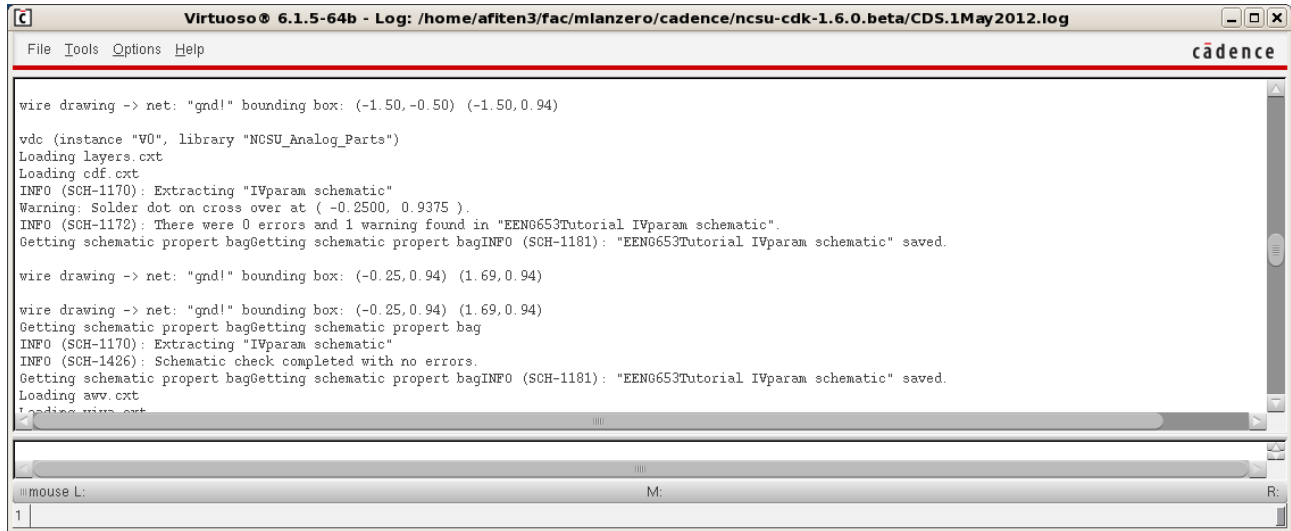 Virtuoso® 6.1.5-64b - Log: /home/afiten3/fac/mlanzero/cadence/ncsu-cdk-1.6.0.beta/CDS.1May2012.log
File Tools Options Help
cādence
wire drawing -> net: "gnd!" bounding box: (-1.50,-0.50) (-1.50,0.94)
vdc (instance "V0", library "NCSU_Analog_Parts")
Loading layers.cxt
Loading cdf.cxt
INFO (SCH-1170): Extracting "IVparam schematic"
Warning: Solder dot on cross over at ( -0.2500, 0.9375 ).
INFO (SCH-1172): There were 0 errors and 1 warning found in "EENG653Tutorial IVparam schematic".
Getting schematic propert bagGetting schematic propert bagINFO (SCH-1181): "EENG653Tutorial IVparam schematic" saved.
wire drawing -> net: "gnd!" bounding box: (-0.25,0.94) (1.69,0.94)
wire drawing -> net: "gnd!" bounding box: (-0.25,0.94) (1.69,0.94)
Getting schematic propert bagGetting schematic propert bag
INFO (SCH-1170): Extracting "IVparam schematic"
INFO (SCH-1426): Schematic check completed with no errors.
Getting schematic propert bagGetting schematic propert bagINFO (SCH-1181): "EENG653Tutorial IVparam schematic" saved.
Loading awv.cxt
Loading viva.cxt
mouse L: M: R:
1